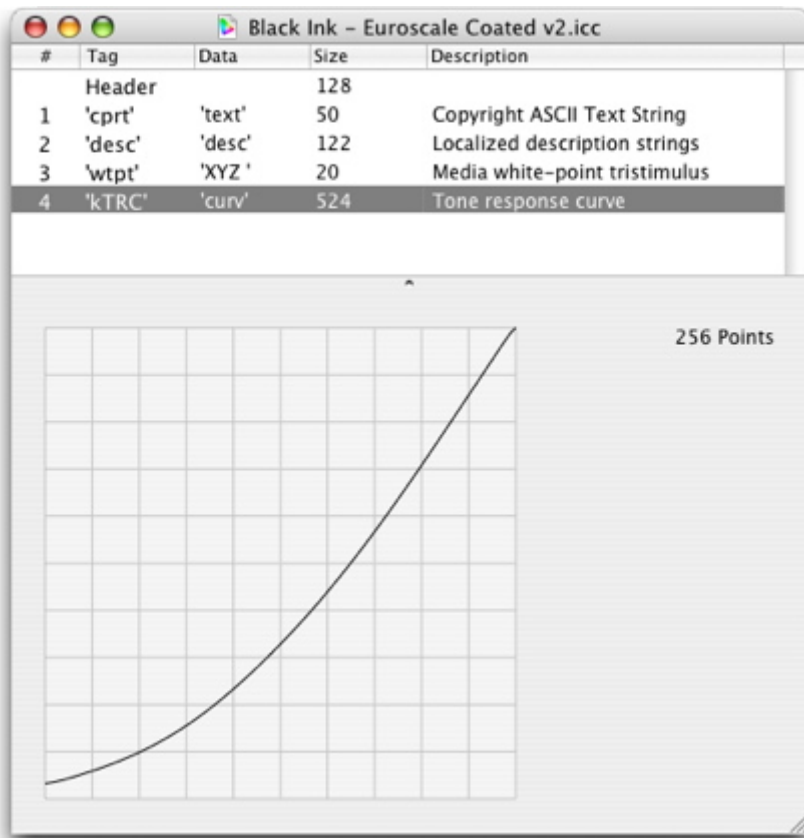 Black Ink – Euroscale Coated v2.icc
# Tag Data Size Description
Header 128
1 'cprt' 'text' 50 Copyright ASCII Text String
2 'desc' 'desc' 122 Localized description strings
3 'wtpt' 'XYZ ' 20 Media white-point tristimulus
4 'kTRC' 'curv' 524 Tone response curve
256 Points